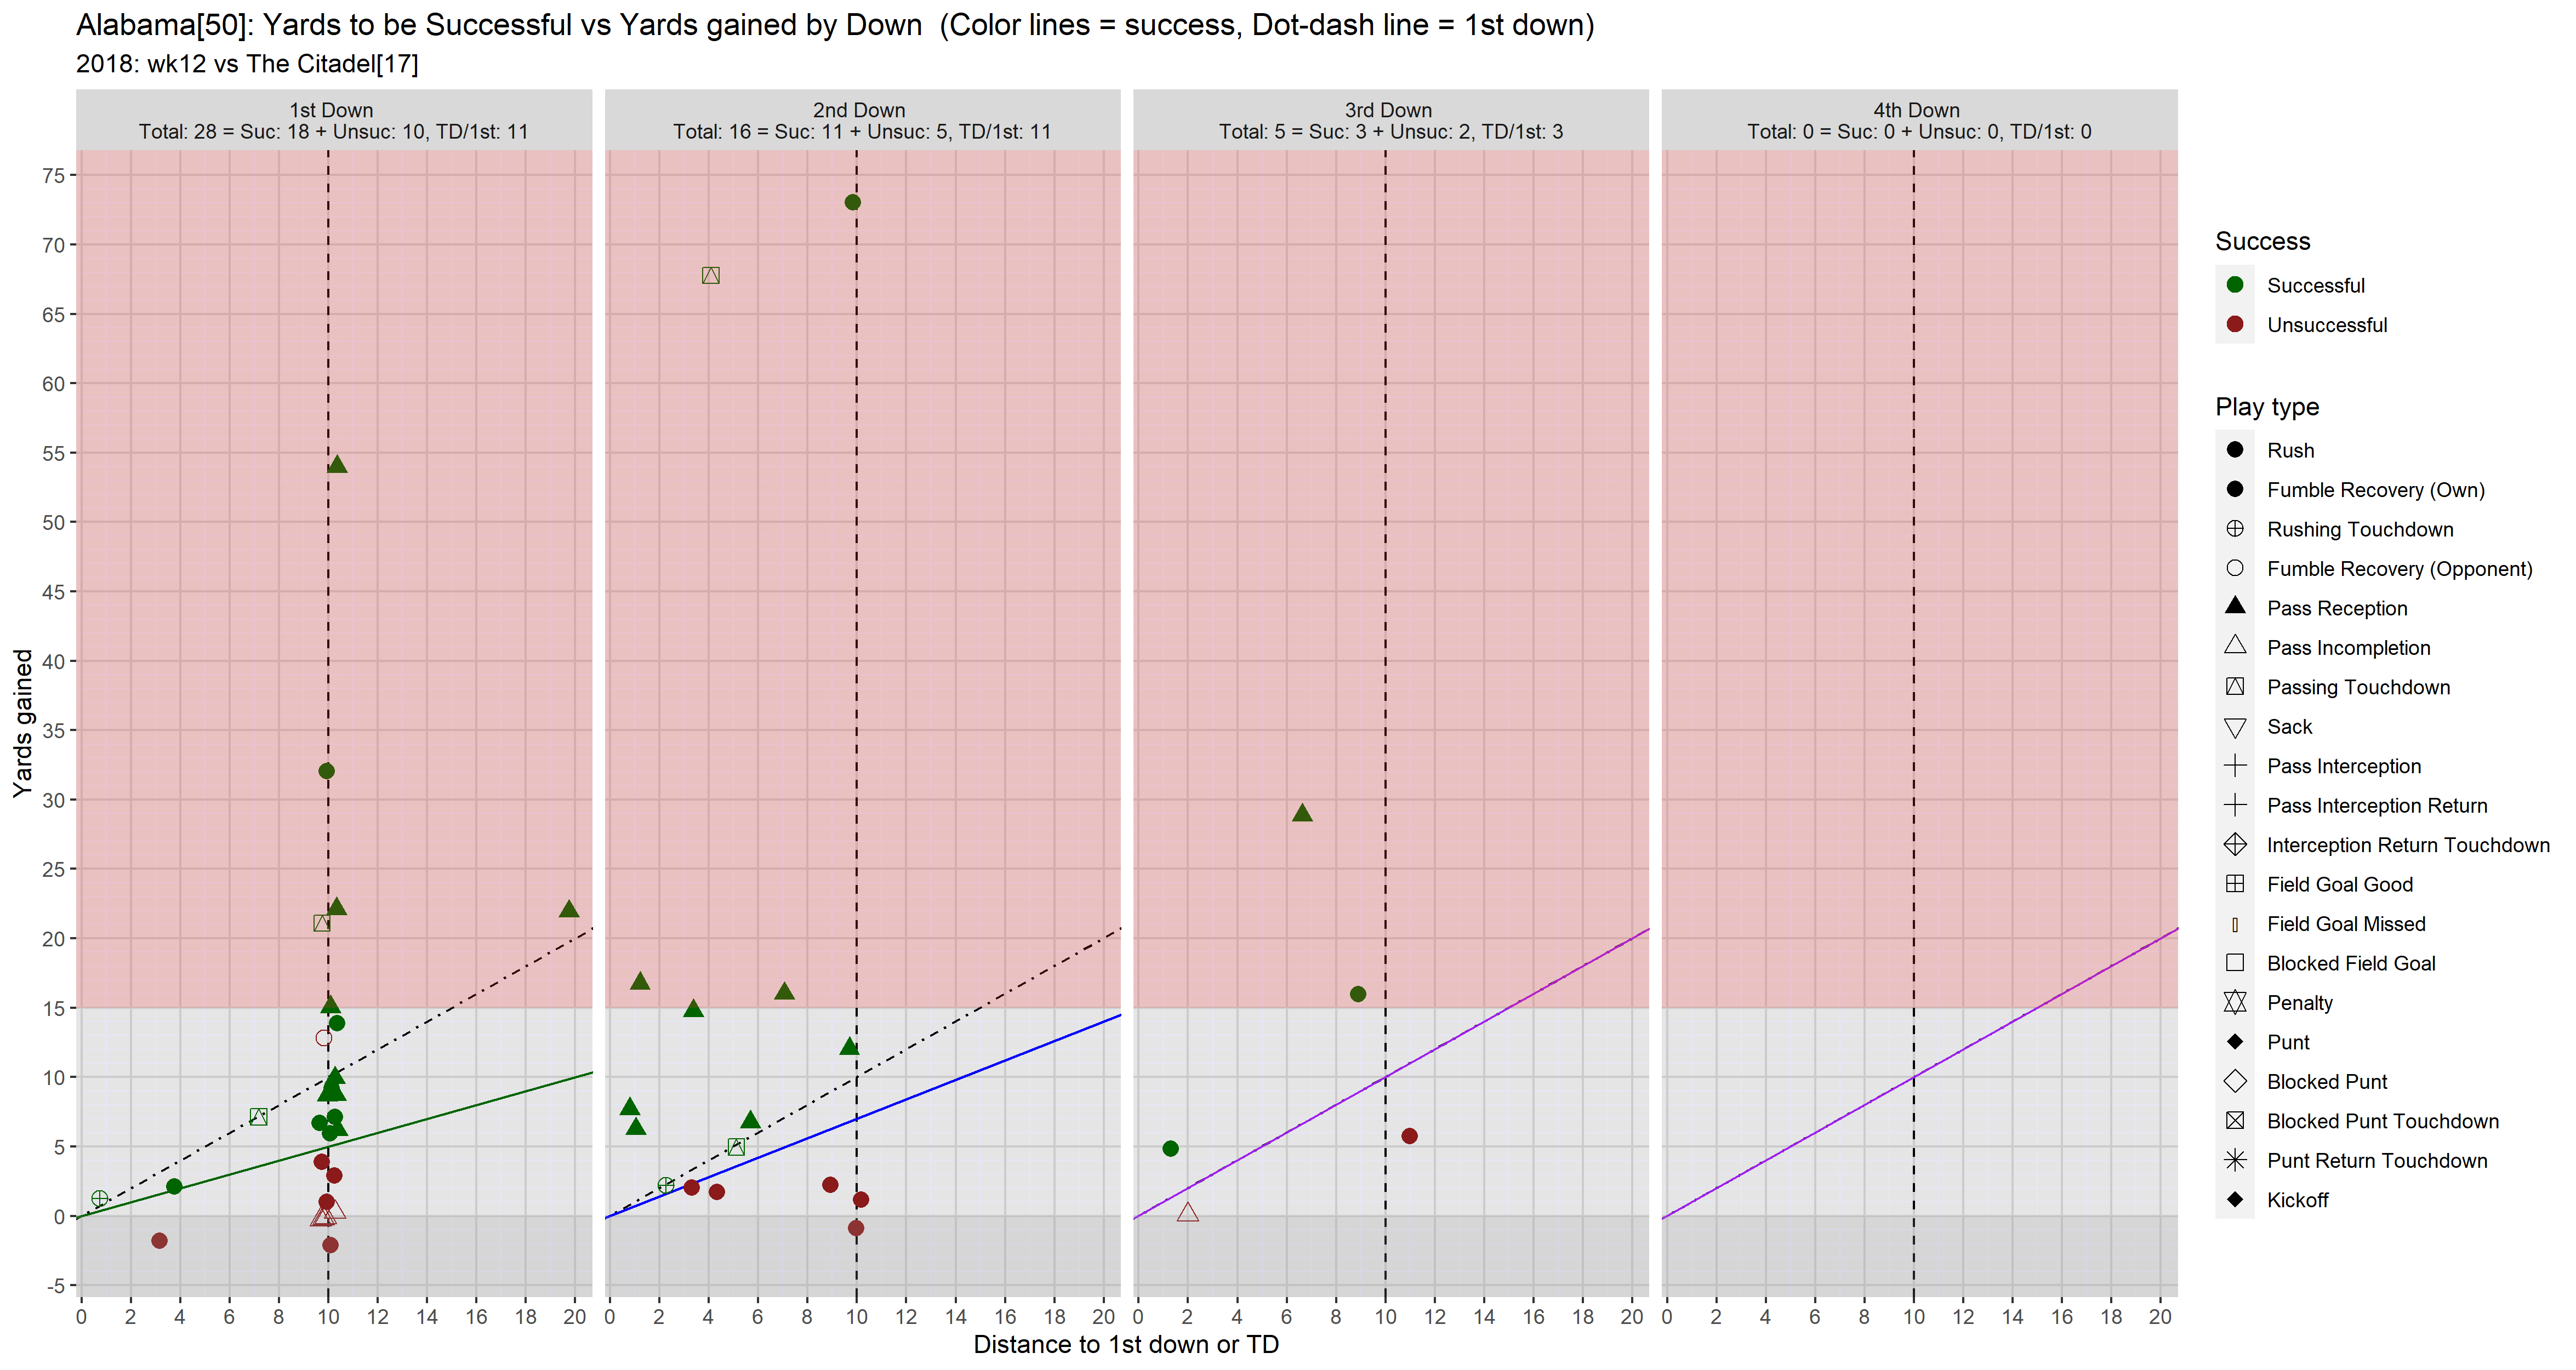 Alabama[50]: Yards to be Successful vs Yards gained by Down  (Color lines = success, Dot-dash line = 1st down)
2018: wk12 vs The Citadel[17]
1st Down
Total: 28 = Suc: 18 + Unsuc: 10, TD/1st: 11
2nd Down
Total: 16 = Suc: 11 + Unsuc: 5, TD/1st: 11
3rd Down
Total: 5 = Suc: 3 + Unsuc: 2, TD/1st: 3
4th Down
Total: 0 = Suc: 0 + Unsuc: 0, TD/1st: 0
Yards gained
75
70
65
60
55
50
45
40
35
30
25
20
15
10
5
0
-5
0 2 4 6 8 10 12 14 16 18 20
0 2 4 6 8 10 12 14 16 18 20
0 2 4 6 8 10 12 14 16 18 20
0 2 4 6 8 10 12 14 16 18 20
Distance to 1st down or TD
Success
Successful
Unsuccessful
Play type
Rush
Fumble Recovery (Own)
Rushing Touchdown
Fumble Recovery (Opponent)
Pass Reception
Pass Incompletion
Passing Touchdown
Sack
Pass Interception
Pass Interception Return
Interception Return Touchdown
Field Goal Good
Field Goal Missed
Blocked Field Goal
Penalty
Punt
Blocked Punt
Blocked Punt Touchdown
Punt Return Touchdown
Kickoff